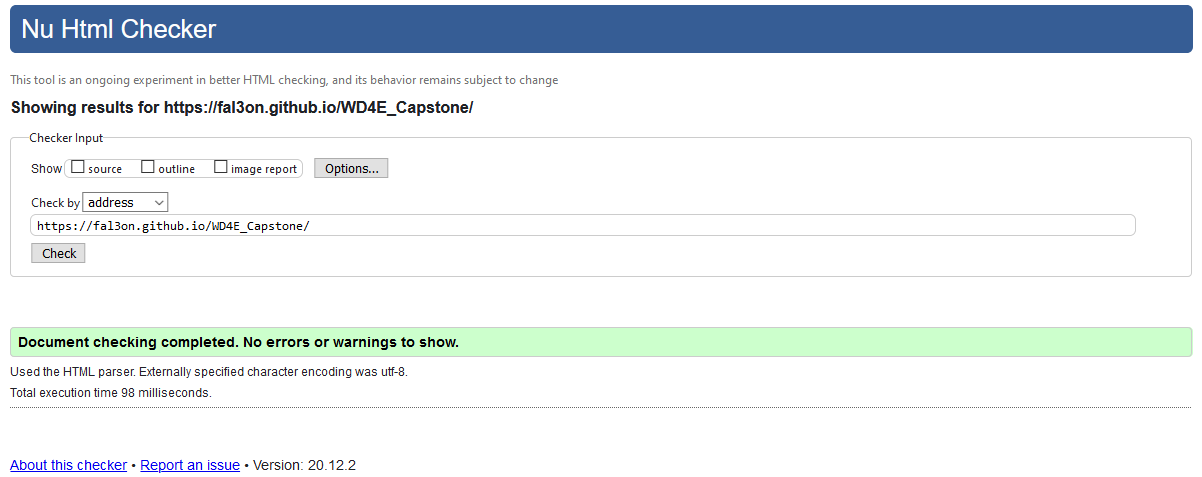 Nu Html Checker
This tool is an ongoing experiment in better HTML checking, and its behavior remains subject to change
Showing results for https://fal3on.github.io/WD4E_Capstone/
Checker Input
Show source outline image report Options...
Check by address
https://fal3on.github.io/WD4E_Capstone/
Check
Document checking completed. No errors or warnings to show.
Used the HTML parser. Externally specified character encoding was utf-8.
Total execution time 98 milliseconds.
About this checker • Report an issue • Version: 20.12.2